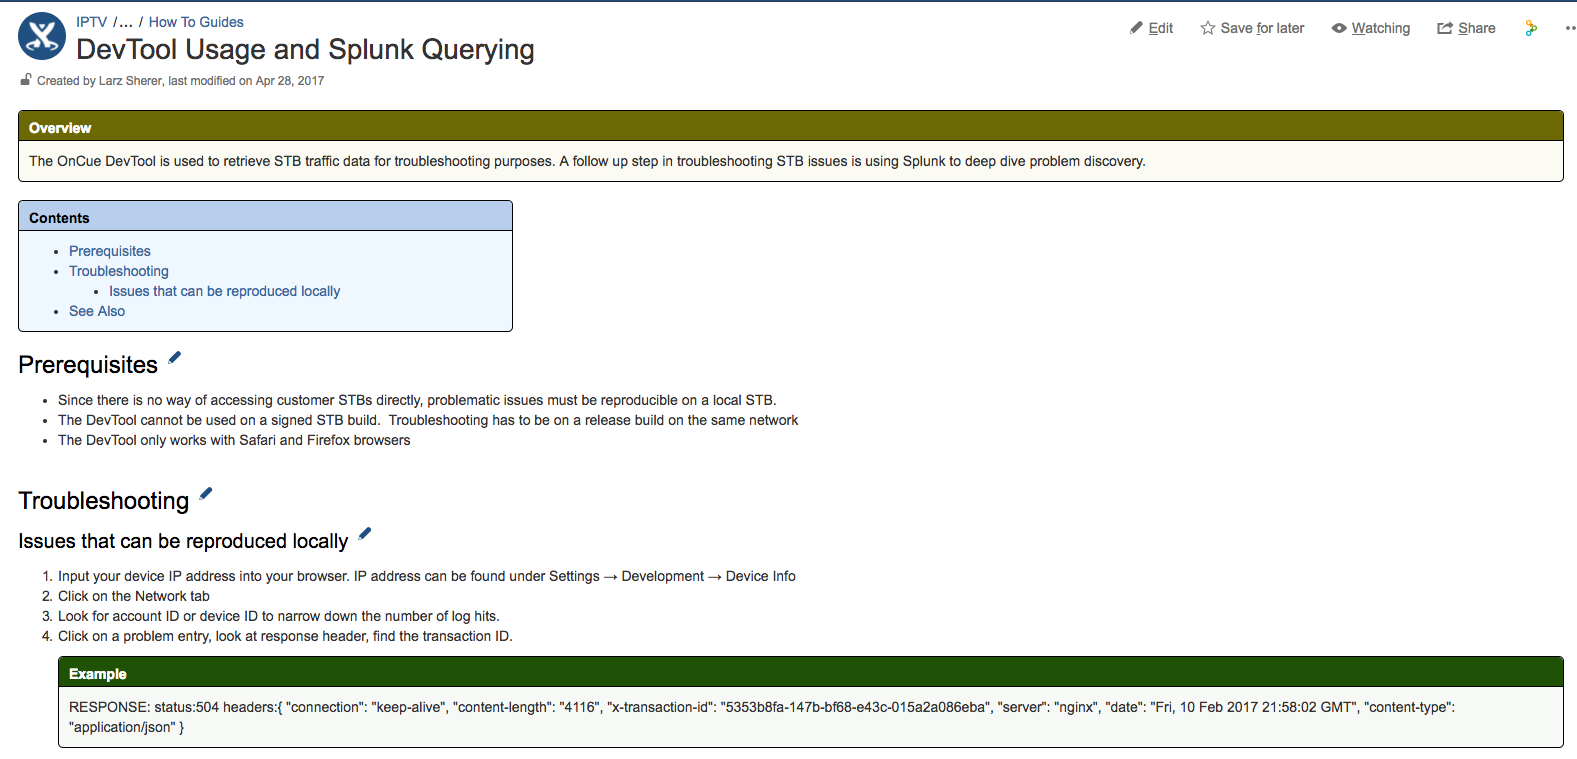 IPTV /... / How To Guides
Edit Save for later Watching Share
DevTool Usage and Splunk Querying
Created by Larz Sherer, last modified on Apr 28, 2017
Overview
The OnCue DevTool is used to retrieve STB traffic data for troubleshooting purposes. A follow up step in troubleshooting STB issues is using Splunk to deep dive problem discovery.
Contents
• Prerequisites
• Troubleshooting
• Issues that can be reproduced locally
• See Also
Prerequisites
• Since there is no way of accessing customer STBs directly, problematic issues must be reproducible on a local STB.
• The DevTool cannot be used on a signed STB build.  Troubleshooting has to be on a release build on the same network
• The DevTool only works with Safari and Firefox browsers
Troubleshooting
Issues that can be reproduced locally
1. Input your device IP address into your browser. IP address can be found under Settings → Development → Device Info
2. Click on the Network tab
3. Look for account ID or device ID to narrow down the number of log hits.
4. Click on a problem entry, look at response header, find the transaction ID.
Example
RESPONSE: status:504 headers:{ "connection": "keep-alive", "content-length": "4116", "x-transaction-id": "5353b8fa-147b-bf68-e43c-015a2a086eba", "server": "nginx", "date": "Fri, 10 Feb 2017 21:58:02 GMT", "content-type":
"application/json" }